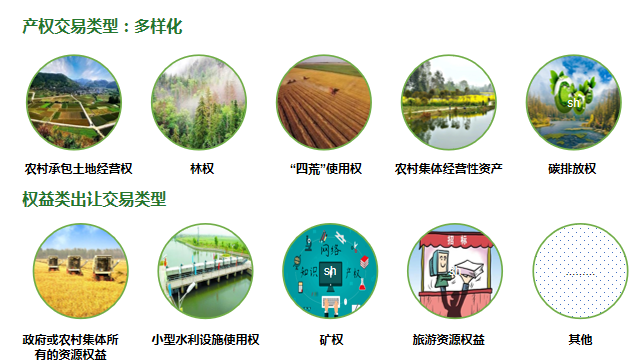 产权交易类型：多样化
sh
农村承包土地经营权
林权
“四荒”使用权
农村集体经营性资产
碳排放权
权益类出让交易类型
网络
知识
sh
产权
招标
………
政府或农村集体所
有的资源权益
小型水利设施使用权
矿权
旅游资源权益
其他